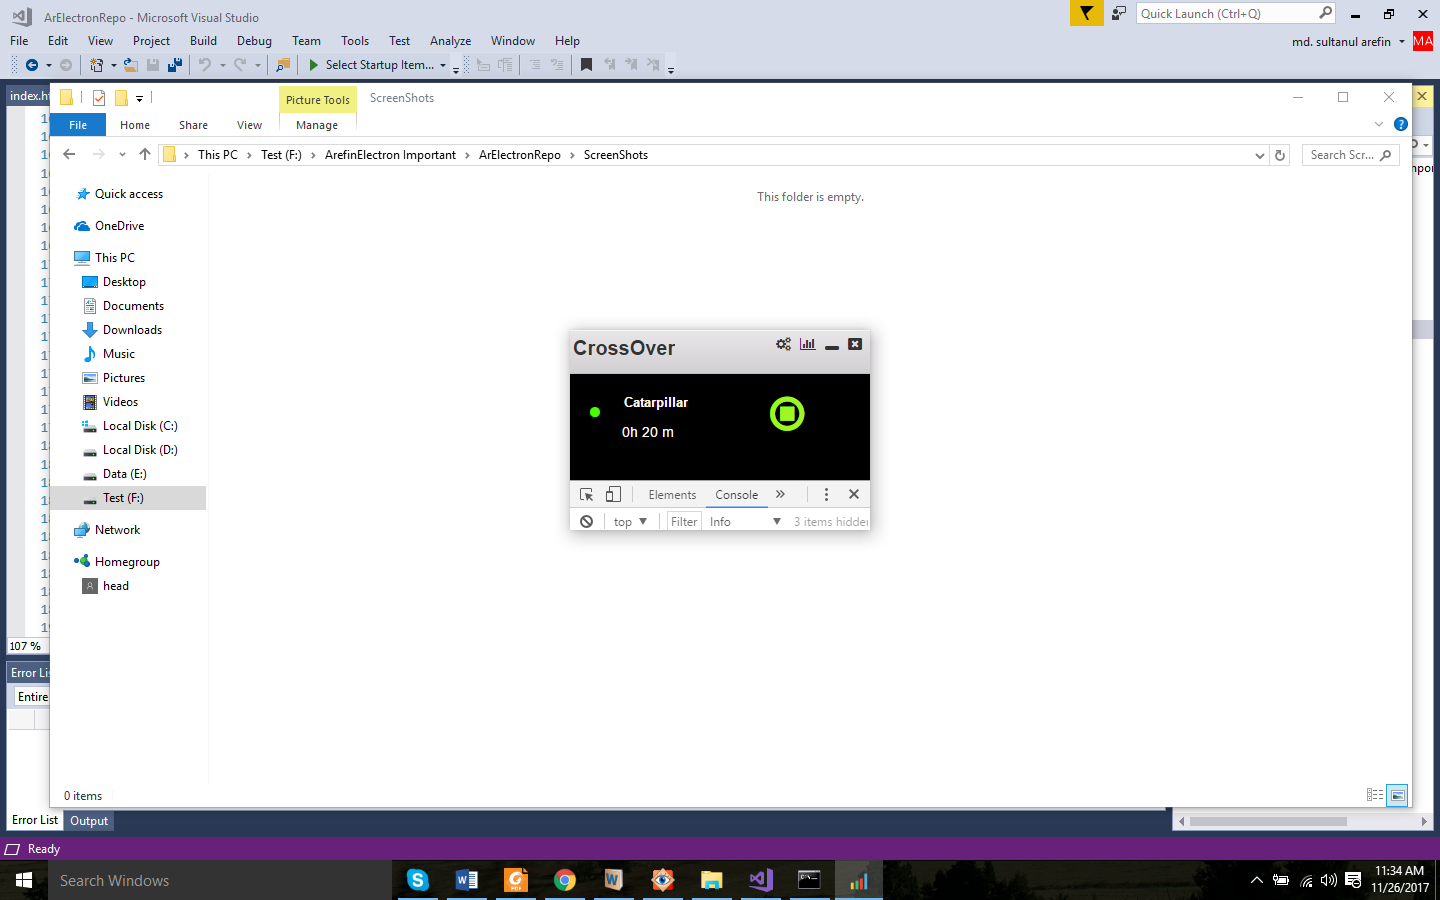 ArElectronRepo - Microsoft Visual Studio
Quick Launch (Ctrl+Q)
File Edit View Project Build Debug Team Tools Test Analyze Window Help
md. sultanul arefin
MA
Select Startup Item...
index.ht
Picture Tools
ScreenShots
File Home Share View Manage
This PC > Test (F:) > ArefinElectron Important > ArElectronRepo > ScreenShots
Search Scr...
Quick access
This folder is empty.
OneDrive
This PC
Desktop
Documents
Downloads
Music
Pictures
Videos
Local Disk (C:)
Local Disk (D:)
Data (E:)
Test (F:)
Network
Homegroup
head
CrossOver
Catarpillar
0h 20 m
Elements Console »
top Filter Info 3 items hidden
107 %
Error Lis
Entire
0 items
Error List Output
Ready
Search Windows
11:34 AM
11/26/2017